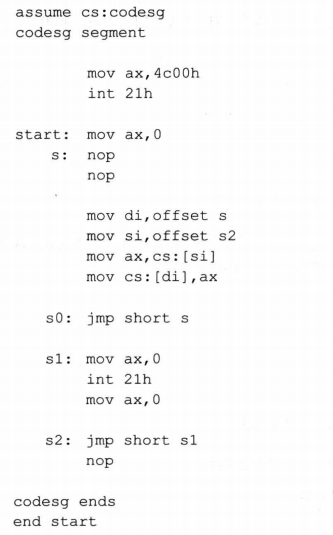 assume cs:codesg
codesg segment
mov ax,4c00h
int 21h
start: mov ax,0
s: nop
nop
mov di,offset s
mov si,offset s2
mov ax,cs:[si]
mov cs:[di],ax
s0: jmp short s
s1: mov ax,0
int 21h
mov ax,0
s2: jmp short s1
nop
codesg ends
end start